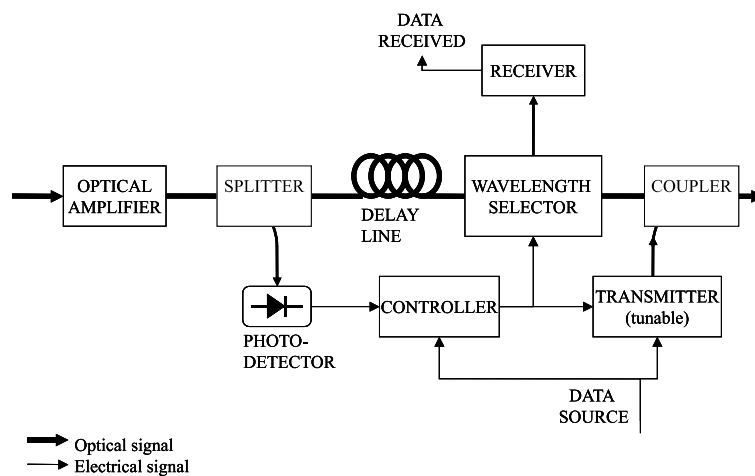 DATA
RECEIVED
RECEIVER
OPTICAL
AMPLIFIER
SPLITTER
DELAY
LINE
WAVELENGTH
SELECTOR
COUPLER
PHOTO-
DETECTOR
CONTROLLER
TRANSMITTER
(tunable)
DATA
SOURCE
Optical signal
Electrical signal